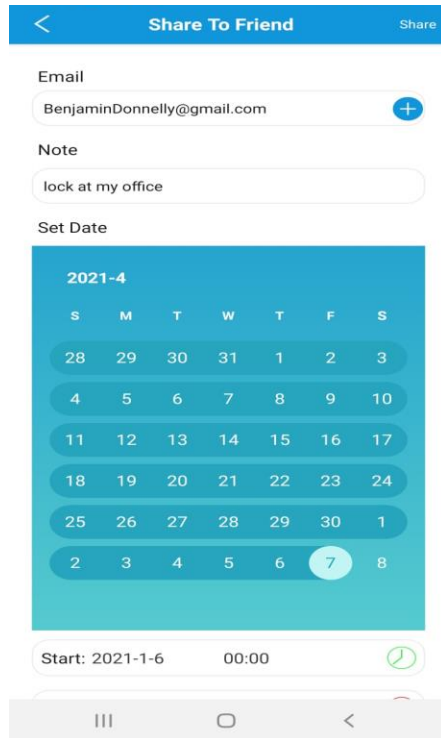 Share To Friend Share
Email
BenjaminDonnelly@gmail.com
Note
lock at my office
Set Date
2021-4
S M T W T F S
28 29 30 31 1 2 3
4 5 6 7 8 9 10
11 12 13 14 15 16 17
18 19 20 21 22 23 24
25 26 27 28 29 30 1
2 3 4 5 6 7 8
Start: 2021-1-6 00:00